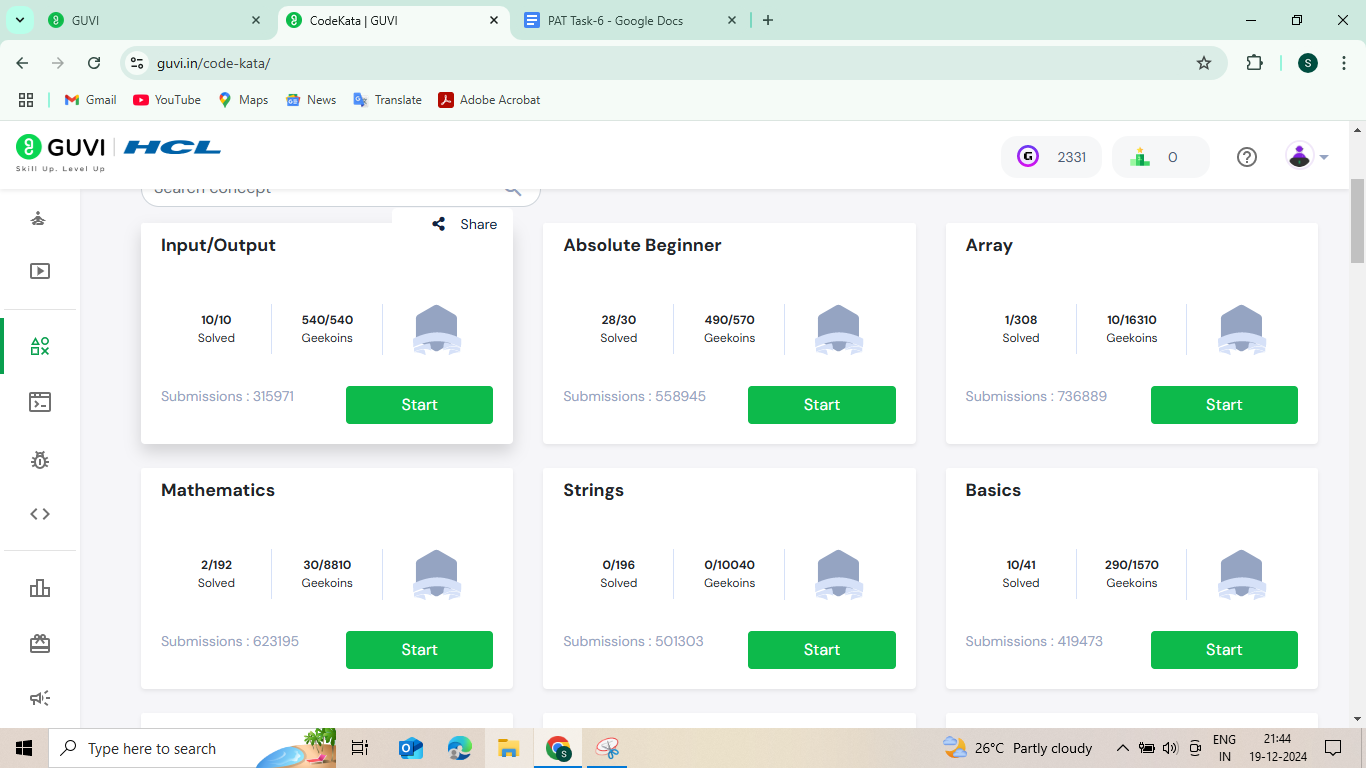 GUVI
CodeKata | GUVI
PAT Task-6 - Google Docs
guvi.in/code-kata/
S
Gmail
YouTube
Maps
News
Translate
Adobe Acrobat
GUVI
HCL
Skill Up. Level Up
G
2331
0
Search concept
Share
Input/Output
10/10
Solved
540/540
Geekoins
Submissions : 315971
Start
Absolute Beginner
28/30
Solved
490/570
Geekoins
Submissions : 558945
Start
Array
1/308
Solved
10/16310
Geekoins
Submissions : 736889
Start
Mathematics
2/192
Solved
30/8810
Geekoins
Submissions : 623195
Start
Strings
0/196
Solved
0/10040
Geekoins
Submissions : 501303
Start
Basics
10/41
Solved
290/1570
Geekoins
Submissions : 419473
Start
Type here to search
S
26°C Partly cloudy
ENG
IN
21:44
19-12-2024